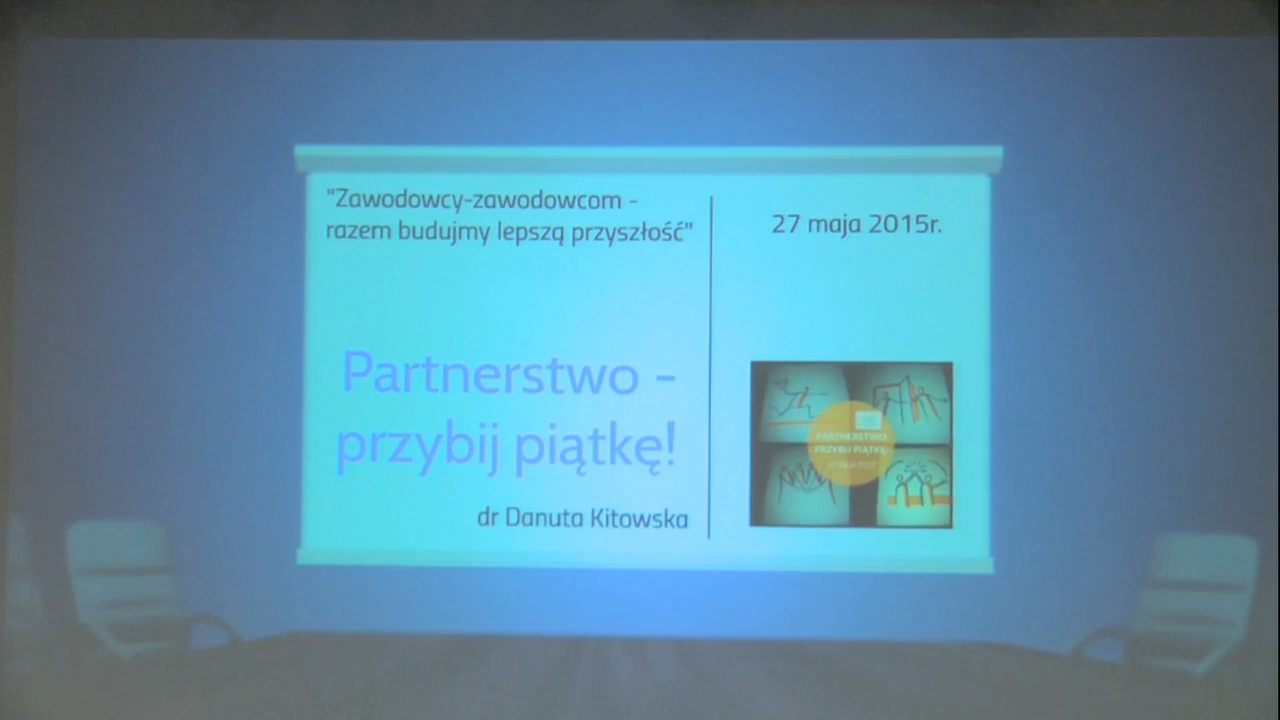 "Zawodowcy-zawodowcom -
razem budujmy lepszą przyszłość"
Partnerstwo -
przybij piątkę!
dr Danuta Kitowska
27 maja 2015r.
PARTNERSTWO
PRZYBIJ PIĄTKĘ!